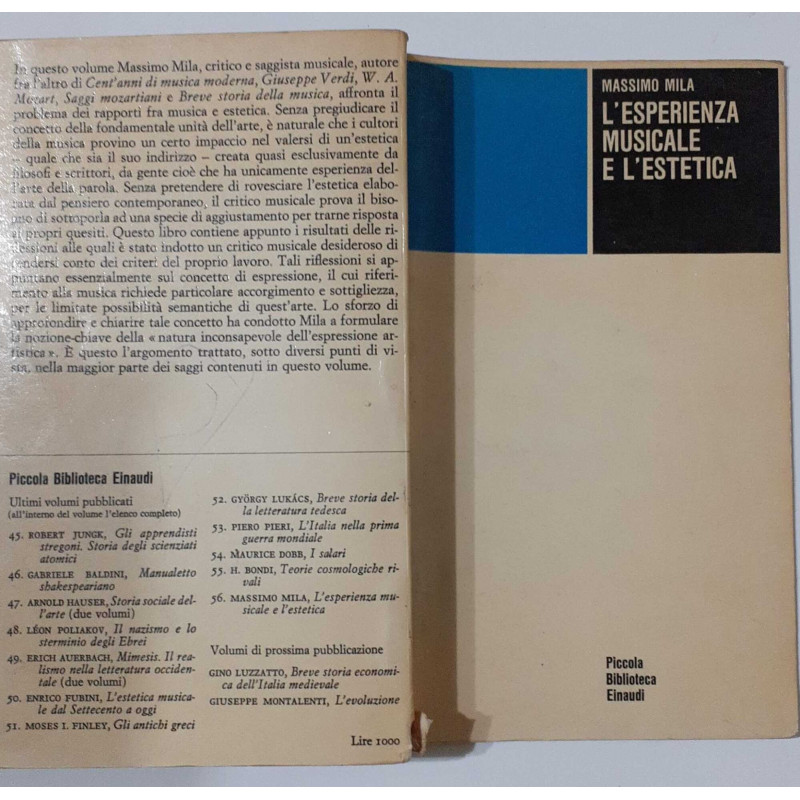 In questo volume Massimo Mila, critico e saggista musicale, autore
fra l'altro di Cent'anni di musica moderna, Giuseppe Verdi, W. A.
Mozart, Saggi mozartiani e Breve storia della musica, affronta il
problema dei rapporti fra musica e estetica. Senza pregiudicare il
concetto della fondamentale unità dell'arte, è naturale che i cultori
della musica provino un certo impaccio nel valersi di un'estetica
– quale che sia il suo indirizzo – creata quasi esclusivamente da
filosofi e scrittori, da gente cioè che ha unicamente esperienza del-
l'arte della parola. Senza pretendere di rovesciare l'estetica elabo-
rata dal pensiero contemporaneo, il critico musicale prova il biso-
gno di sottoporla ad una specie di aggiustamento per trarne risposta
ai propri quesiti. Questo libro contiene appunto i risultati delle ri-
flessioni alle quali è stato indotto un critico musicale desideroso di
rendersi conto dei criteri del proprio lavoro. Tali riflessioni si ap-
puntano essenzialmente sul concetto di espressione, il cui riferi-
mento alla musica richiede particolare accorgimento e sottigliezza,
per le limitate possibilità semantiche di quest'arte. Lo sforzo di
approfondire e chiarire tale concetto ha condotto Mila a formulare
la nozione-chiave della « natura inconsapevole dell'espressione ar-
tistica ». È questo l'argomento trattato, sotto diversi punti di vi-
sta, nella maggior parte dei saggi contenuti in questo volume.
Piccola Biblioteca Einaudi
Ultimi volumi pubblicati
(all'interno del volume l'elenco completo)
45. ROBERT JUNGK, Gli apprendisti
stregoni. Storia degli scienziati
atomici
46. GABRIELE BALDINI, Manualetto
shakespeariano
47. ARNOLD HAUSER, Storia sociale del-
l'arte (due volumi)
48. LÉON POLIAKOV, Il nazismo e lo
sterminio degli Ebrei
49. ERICH AUERBACH, Mimesis. Il rea-
lismo nella letteratura occiden-
tale (due volumi)
50. ENRICO FUBINI, L'estetica musica-
le dal Settecento a oggi
51. MOSES I. FINLEY, Gli antichi greci
52. GYÖRGY LUKÁCS, Breve storia del-
la letteratura tedesca
53. PIERO PIERI, L'Italia nella prima
guerra mondiale
54. MAURICE DOBB, I salari
55. H. BONDI, Teorie cosmologiche ri-
vali
56. MASSIMO MILA, L'esperienza mu-
sicale e l'estetica
Volumi di prossima pubblicazione
GINO LUZZATTO, Breve storia economi-
ca dell'Italia medievale
GIUSEPPE MONTALENTI, L'evoluzione
Lire 1000
MASSIMO MILA
L'ESPERIENZA
MUSICALE
E L'ESTETICA
Piccola
Biblioteca
Einaudi